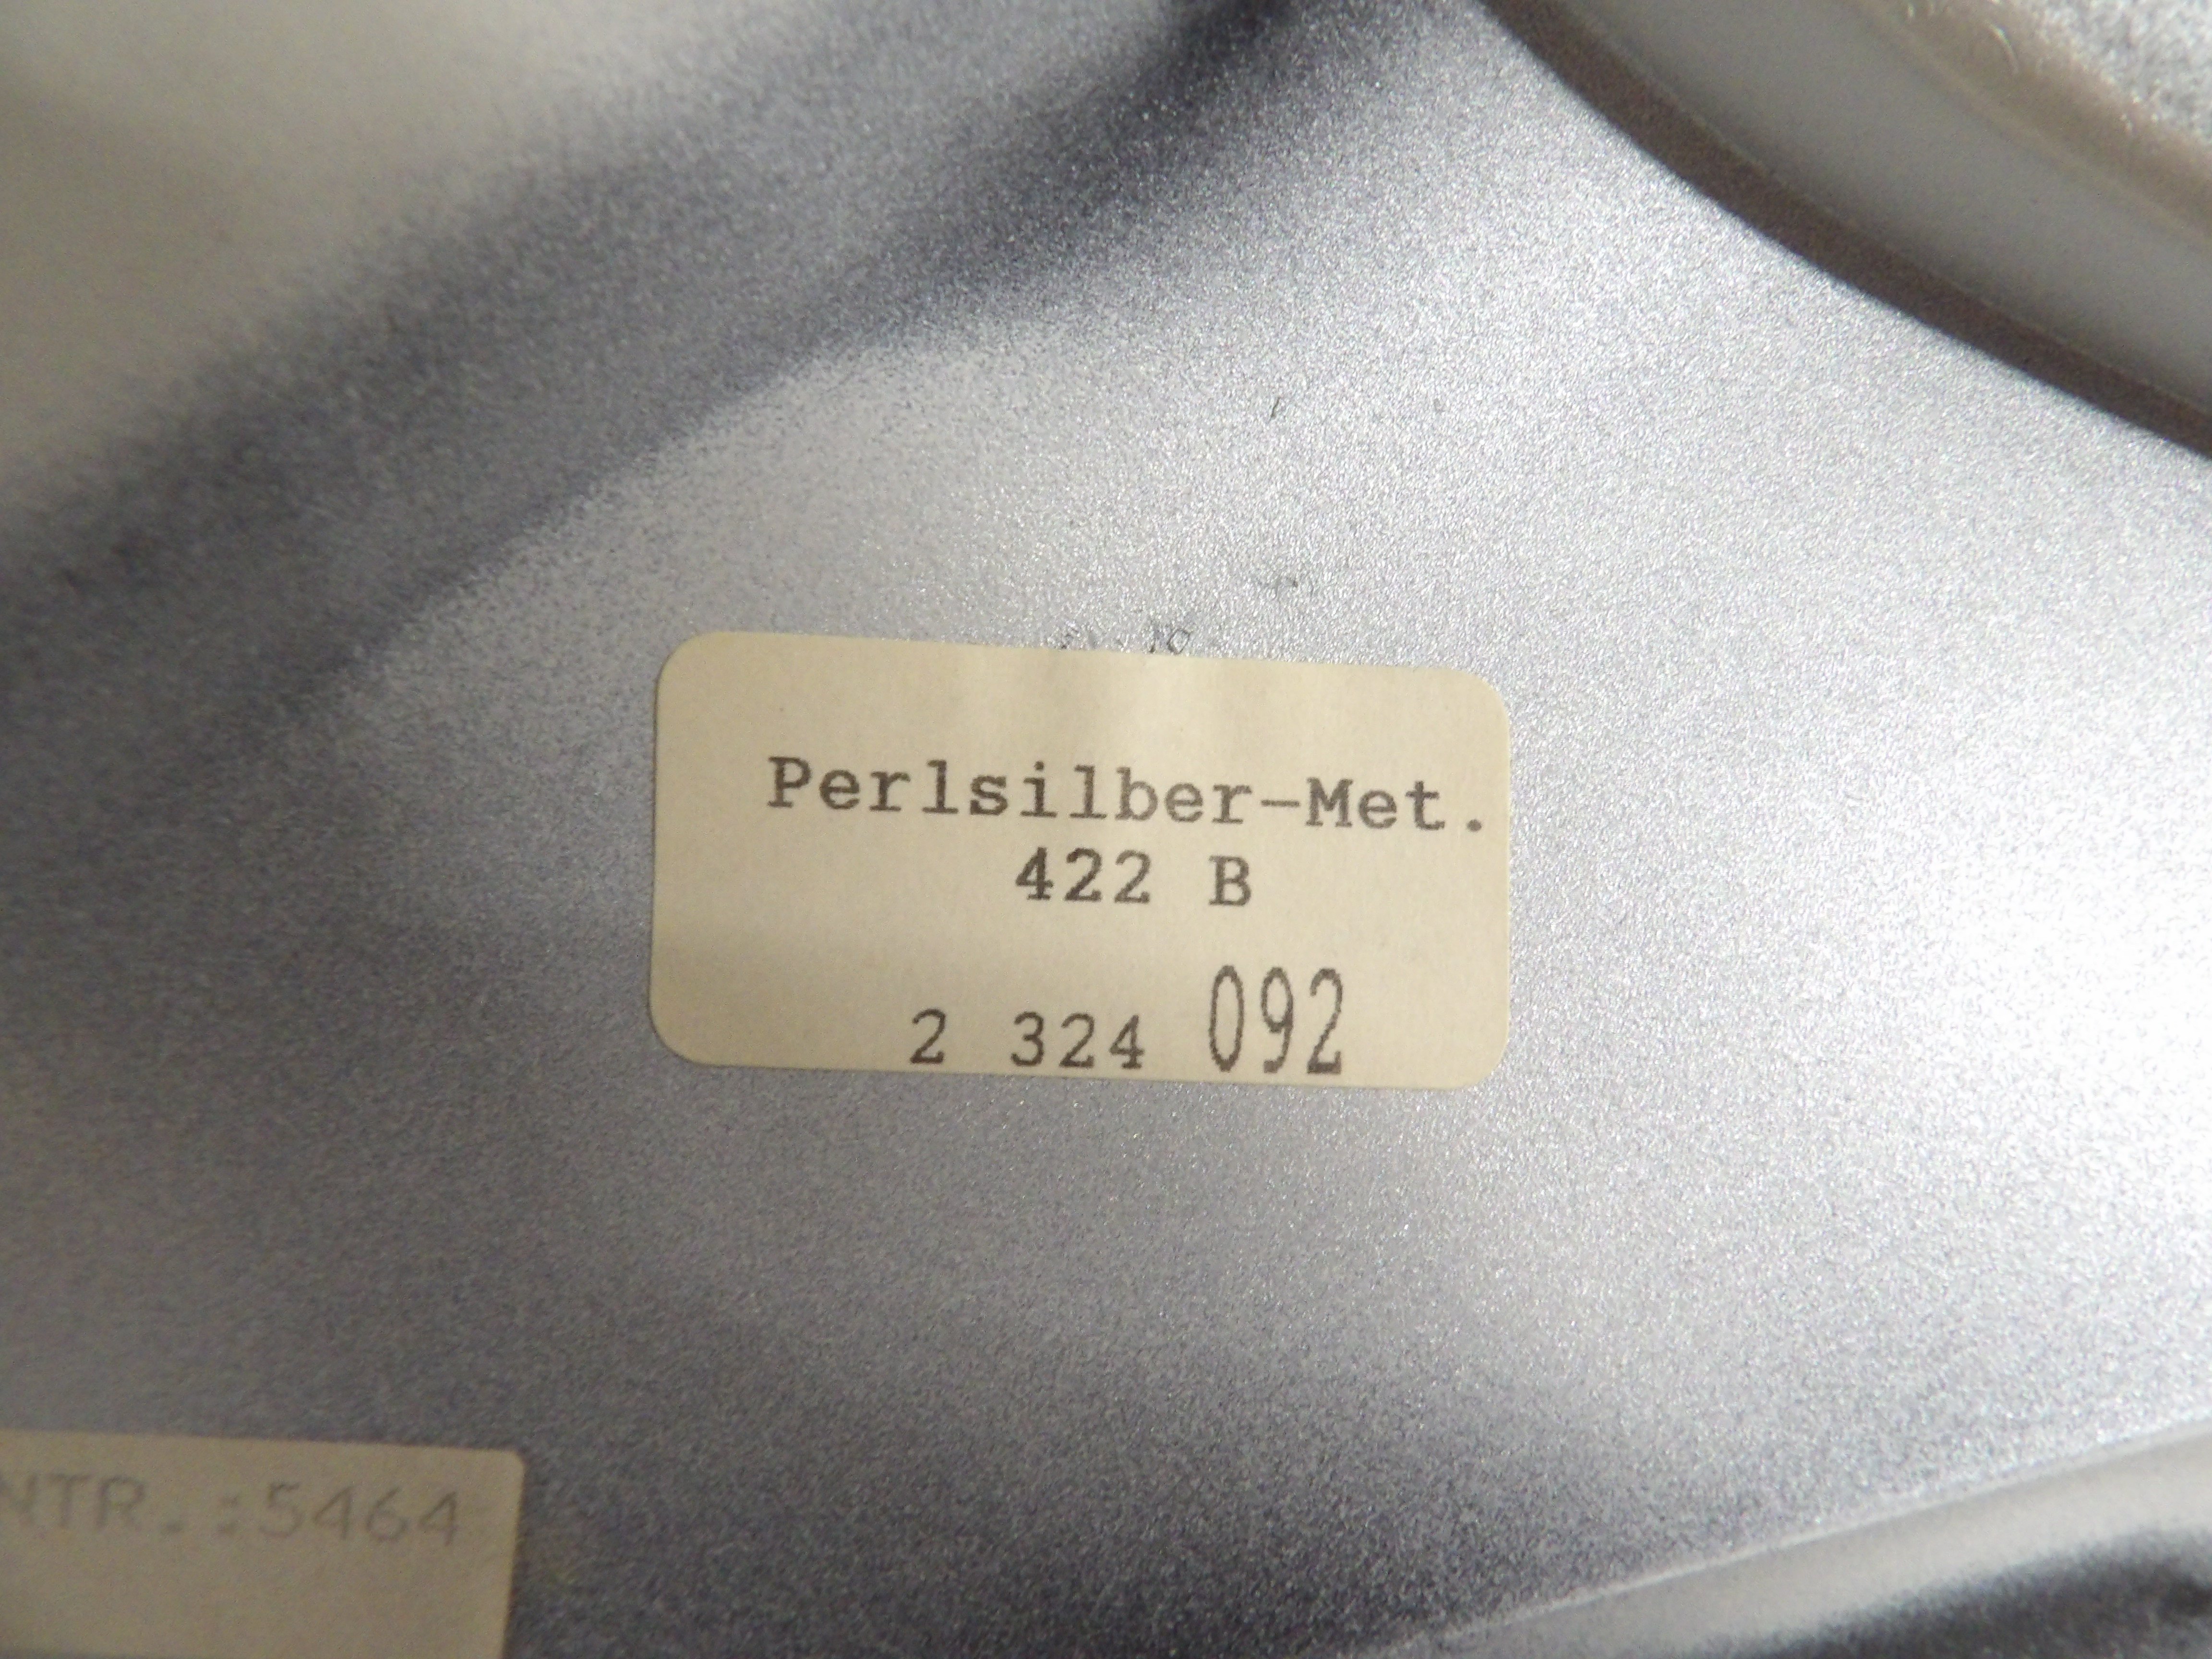 Perlsilber-Met.
422 B
2 324 092
NTR.:5464